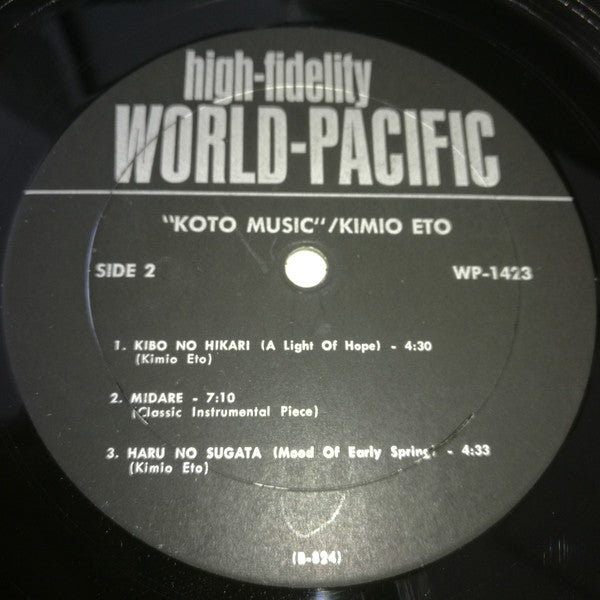 high-fidelity
WORLD-PACIFIC
"KOTO MUSIC"/KIMIO ETO
SIDE 2 WP-1423
1. KIBO NO HIKARI (A Light Of Hope) - 4:30
(Kimio Eto)
2. MIDARE - 7:10
(Classic Instrumental Piece)
3. HARU NO SUGATA (Mood Of Early Spring) - 4:33
(Kimio Eto)
(B-824)